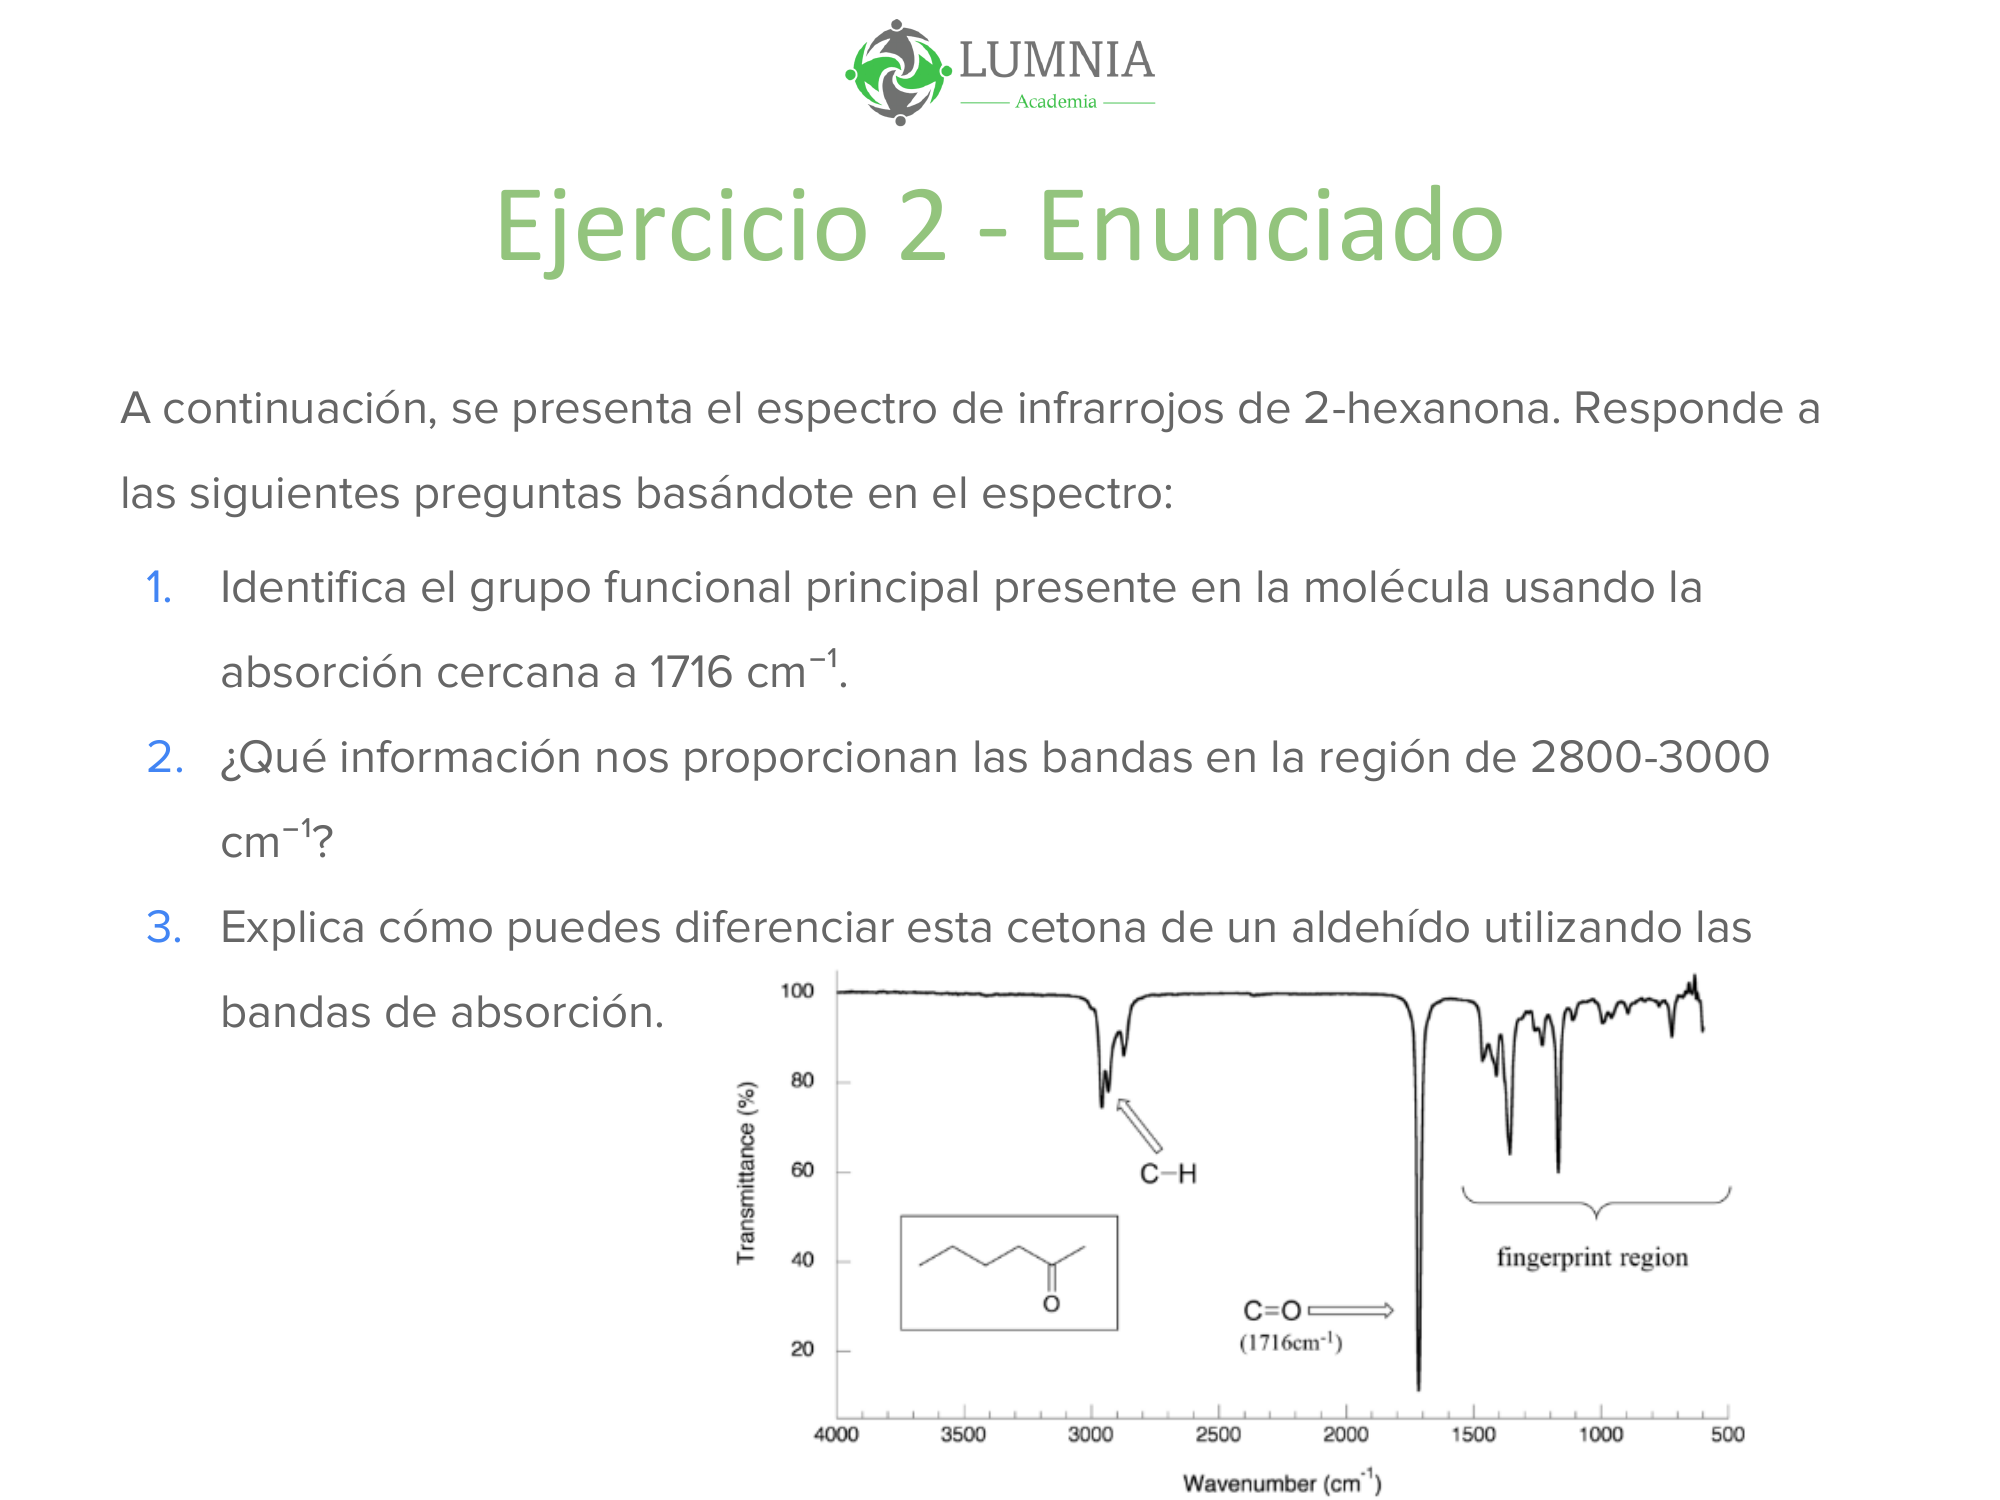 LUMNIA
Academia
Ejercicio 2 - Enunciado
A continuación, se presenta el espectro de infrarrojos de 2-hexanona. Responde a
las siguientes preguntas basándote en el espectro:
1. Identifica el grupo funcional principal presente en la molécula usando la
absorción cercana a 1716 cm⁻¹.
2. ¿Qué información nos proporcionan las bandas en la región de 2800-3000
cm⁻¹?
3. Explica cómo puedes diferenciar esta cetona de un aldehído utilizando las
bandas de absorción.
100
80
60
40
20
Transmittance (%)
C–H
O
C=O
(1716cm⁻¹)
fingerprint region
4000 3500 3000 2500 2000 1500 1000 500
Wavenumber (cm⁻¹)